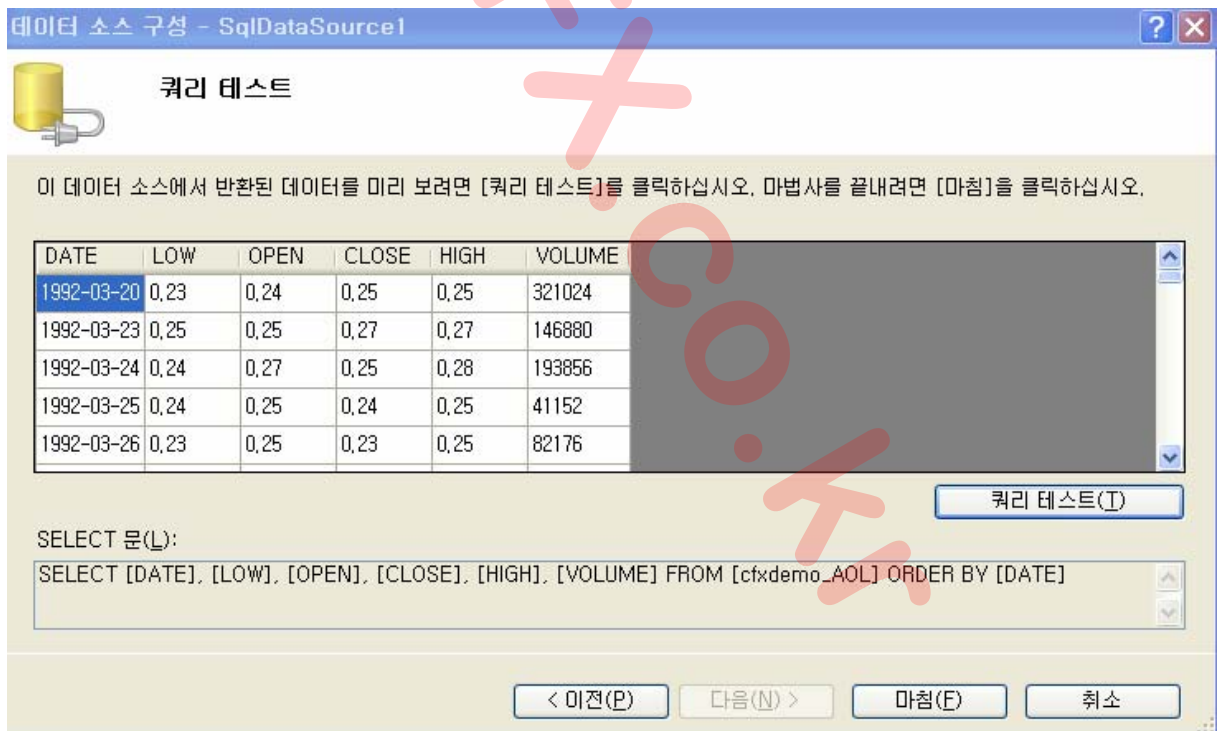 데이터 소스 구성 - SqlDataSource1
쿼리 테스트
이 데이터 소스에서 반환된 데이터를 미리 보려면 [쿼리 테스트]를 클릭하십시오. 마법사를 끝내려면 [마침]을 클릭하십시오.
DATE LOW OPEN CLOSE HIGH VOLUME
1992-03-20 0,23 0,24 0,25 0,25 321024
1992-03-23 0,25 0,25 0,27 0,27 146880
1992-03-24 0,24 0,27 0,25 0,28 193856
1992-03-25 0,24 0,25 0,24 0,25 41152
1992-03-26 0,23 0,25 0,23 0,25 82176
쿼리 테스트(T)
SELECT 문(L):
SELECT [DATE], [LOW], [OPEN], [CLOSE], [HIGH], [VOLUME] FROM [cfxdemo_AOL] ORDER BY [DATE]
< 이전(P) 다음(N) > 마침(F) 취소
x.co.kr